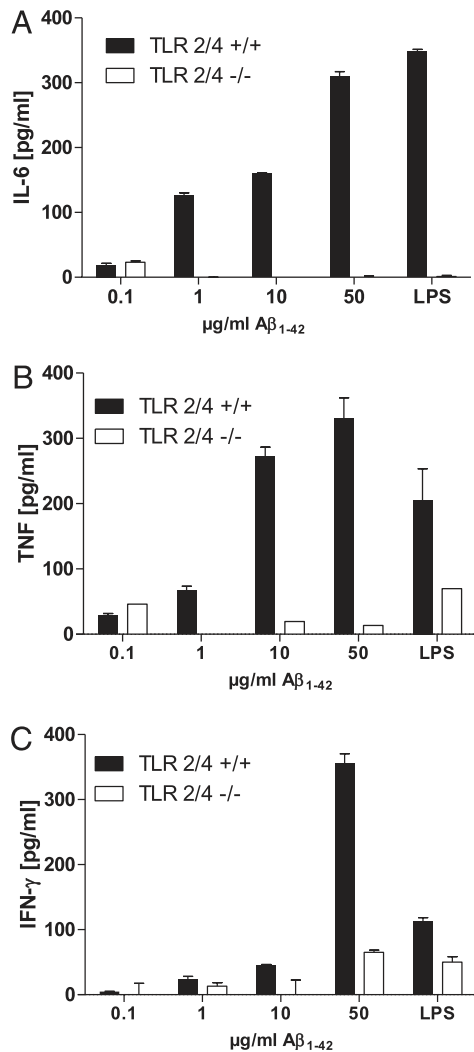 A
400
TLR 2/4 +/+
TLR 2/4 -/-
300
200
100
0
IL-6 [pg/ml]
0.1 1 10 50 LPS
µg/ml Aβ1-42
B
400
TLR 2/4 +/+
TLR 2/4 -/-
300
200
100
0
TNF [pg/ml]
0.1 1 10 50 LPS
µg/ml Aβ1-42
C
400
TLR 2/4 +/+
TLR 2/4 -/-
300
200
100
0
IFN-γ [pg/ml]
0.1 1 10 50 LPS
µg/ml Aβ1-42